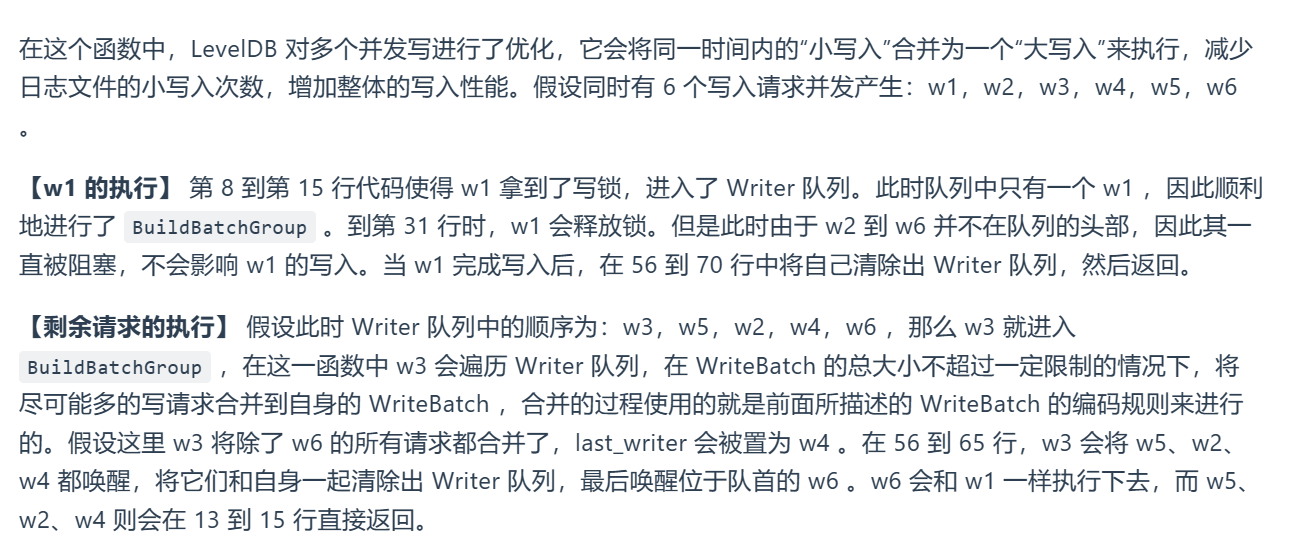 在这个函数中，LevelDB 对多个并发写进行了优化，它会将同一时间内的“小写入”合并为一个“大写入”来执行，减少
日志文件的小写入次数，增加整体的写入性能。假设同时有 6 个写入请求并发产生：w1，w2，w3，w4，w5，w6
。
【w1 的执行】 第 8 到第 15 行代码使得 w1 拿到了写锁，进入了 Writer 队列。此时队列中只有一个 w1 ，因此顺利
地进行了 BuildBatchGroup 。到第 31 行时，w1 会释放锁。但是此时由于 w2 到 w6 并不在队列的头部，因此其一
直被阻塞，不会影响 w1 的写入。当 w1 完成写入后，在 56 到 70 行中将自己清除出 Writer 队列，然后返回。
【剩余请求的执行】 假设此时 Writer 队列中的顺序为：w3，w5，w2，w4，w6 ，那么 w3 就进入
BuildBatchGroup ，在这一函数中 w3 会遍历 Writer 队列，在 WriteBatch 的总大小不超过一定限制的情况下，将
尽可能多的写请求合并到自身的 WriteBatch ，合并的过程使用的就是前面所描述的 WriteBatch 的编码规则来进行
的。假设这里 w3 将除了 w6 的所有请求都合并了，last_writer 会被置为 w4 。在 56 到 65 行，w3 会将 w5、w2、
w4 都唤醒，将它们和自身一起清除出 Writer 队列，最后唤醒位于队首的 w6 。w6 会和 w1 一样执行下去，而 w5、
w2、w4 则会在 13 到 15 行直接返回。